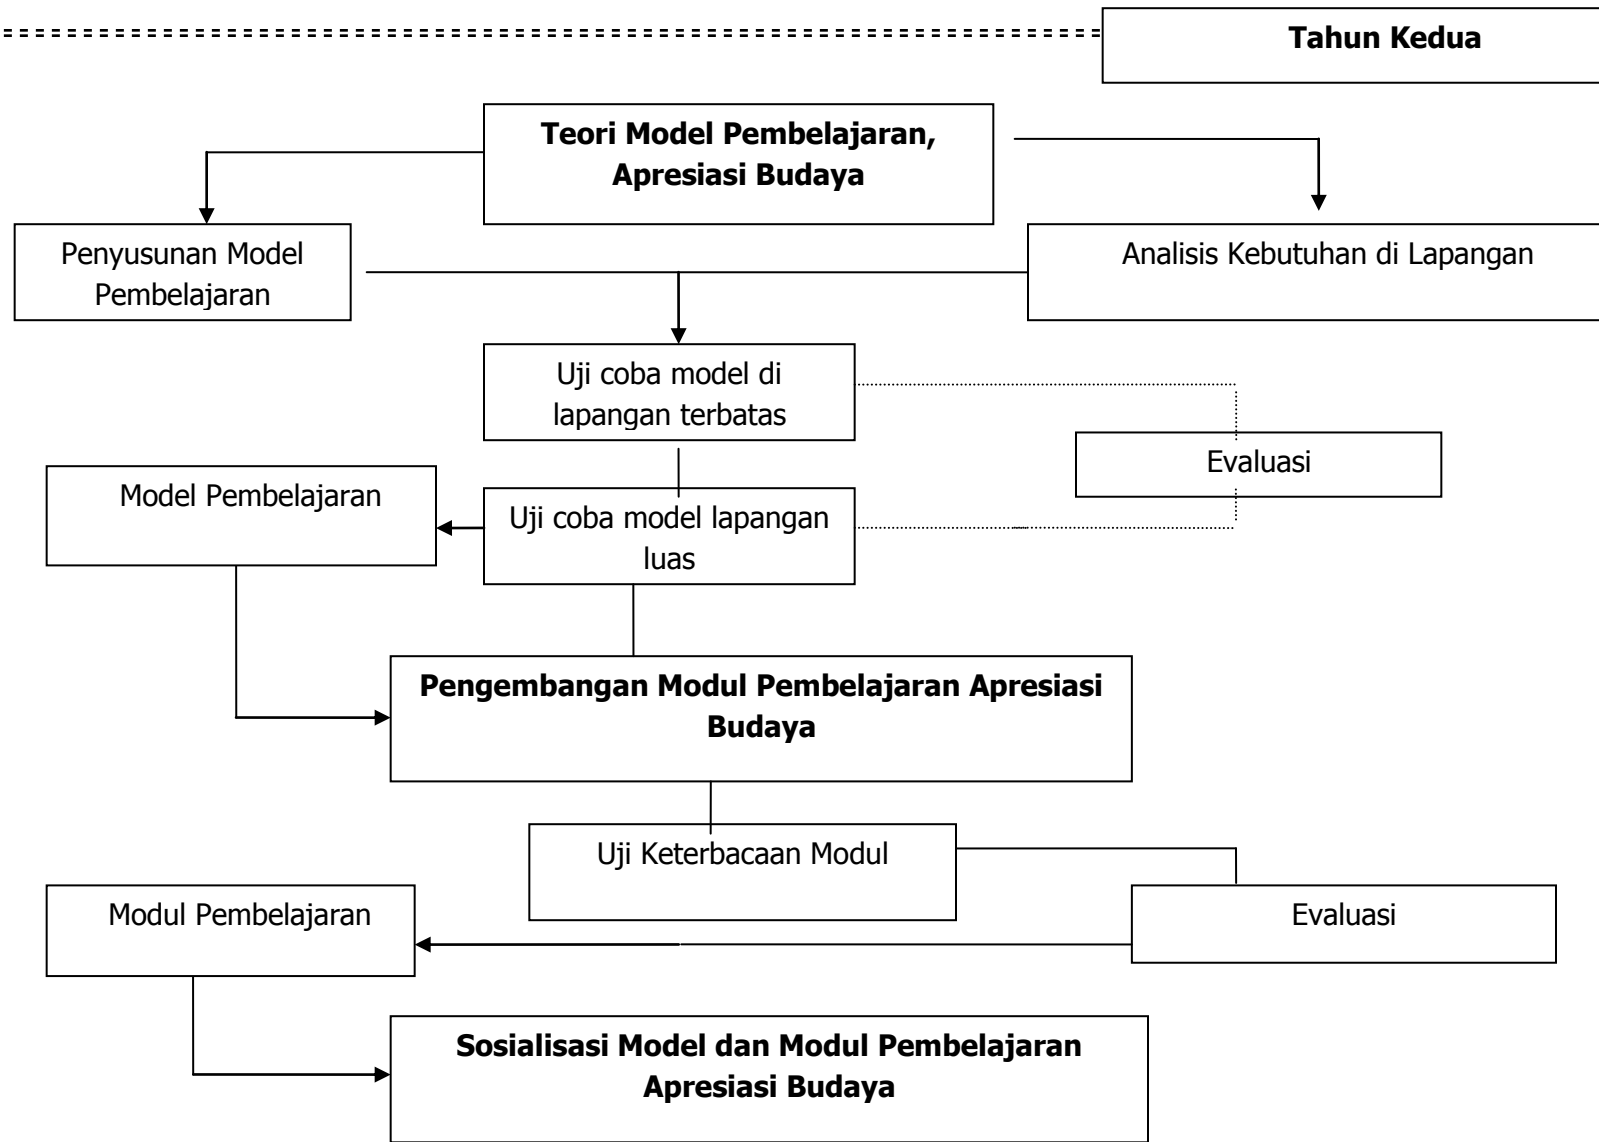 Tahun Kedua
Teori Model Pembelajaran,
Apresiasi Budaya
Penyusunan Model
Pembelajaran
Analisis Kebutuhan di Lapangan
Uji coba model di
lapangan terbatas
Evaluasi
Model Pembelajaran
Uji coba model lapangan
luas
Pengembangan Modul Pembelajaran Apresiasi
Budaya
Uji Keterbacaan Modul
Modul Pembelajaran
Evaluasi
Sosialisasi Model dan Modul Pembelajaran
Apresiasi Budaya